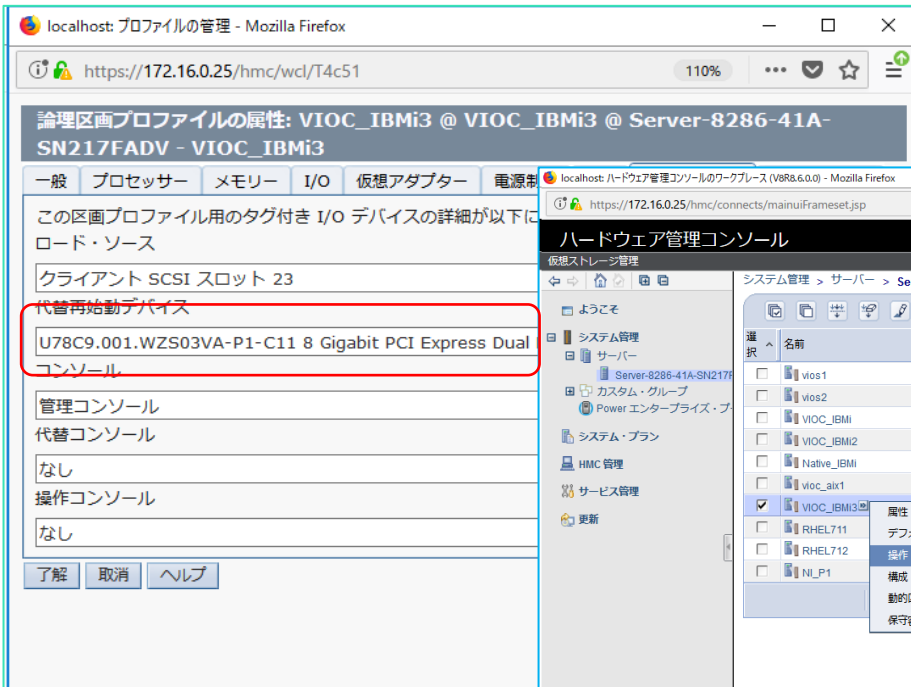 localhost: プロファイルの管理 - Mozilla Firefox
https://172.16.0.25/hmc/wcl/T4c51
110%
論理区画プロファイルの属性: VIOC_IBMi3 @ VIOC_IBMi3 @ Server-8286-41A-
SN217FADV - VIOC_IBMi3
一般 プロセッサー メモリー I/O 仮想アダプター 電源制
この区画プロファイル用のタグ付き I/O デバイスの詳細が以下に
ロード・ソース
クライアント SCSI スロット 23
代替再始動デバイス
U78C9.001.WZS03VA-P1-C11 8 Gigabit PCI Express Dual
コンソール
管理コンソール
代替コンソール
なし
操作コンソール
なし
了解 取消 ヘルプ
localhost: ハードウェア管理コンソールのワークプレース (V8R8.6.0.0) - Mozilla Firefox
https://172.16.0.25/hmc/connects/mainuiFrameset.jsp
ハードウェア管理コンソール
仮想ストレージ管理
ようこそ
システム管理
サーバー
Server-8286-41A-SN217F
カスタム・グループ
Power エンタープライズ・プ
システム・プラン
HMC 管理
サービス管理
更新
システム管理 > サーバー > Se
選択 名前
vios1
vios2
VIOC_IBMi
VIOC_IBMi2
Native_IBMi
vioc_aix1
VIOC_IBMi3
RHEL711
RHEL712
NI_P1
属性
デフ
操作
構成
動的
保守